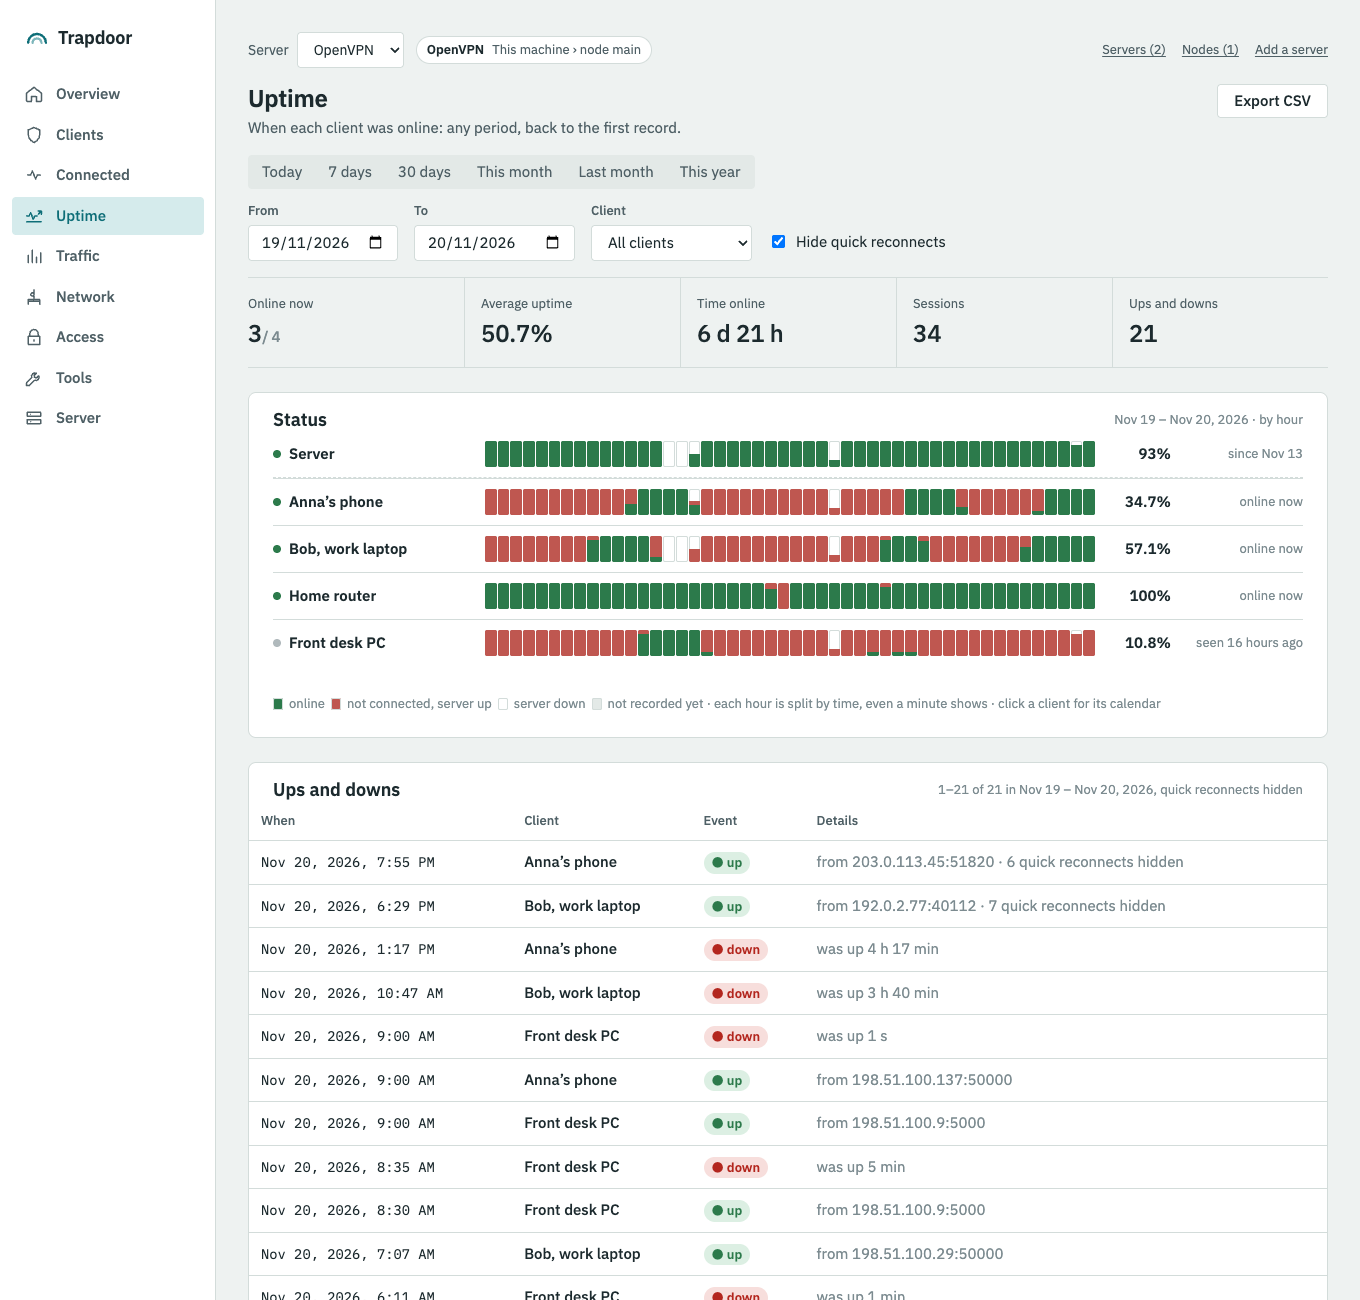 Trapdoor
Overview
Clients
Connected
Uptime
Traffic
Network
Access
Tools
Server
Server OpenVPN OpenVPN This machine › node main Servers (2) Nodes (1) Add a server
Uptime
Export CSV
When each client was online: any period, back to the first record.
Today 7 days 30 days This month Last month This year
From To Client
19/11/2026 20/11/2026 All clients Hide quick reconnects
Online now Average uptime Time online Sessions Ups and downs
3/ 4 50.7% 6 d 21 h 34 21
Status Nov 19 – Nov 20, 2026 · by hour
Server 93% since Nov 13
Anna’s phone 34.7% online now
Bob, work laptop 57.1% online now
Home router 100% online now
Front desk PC 10.8% seen 16 hours ago
online not connected, server up server down not recorded yet · each hour is split by time, even a minute shows · click a client for its calendar
Ups and downs 1–21 of 21 in Nov 19 – Nov 20, 2026, quick reconnects hidden
When Client Event Details
Nov 20, 2026, 7:55 PM Anna’s phone up from 203.0.113.45:51820 · 6 quick reconnects hidden
Nov 20, 2026, 6:29 PM Bob, work laptop up from 192.0.2.77:40112 · 7 quick reconnects hidden
Nov 20, 2026, 1:17 PM Anna’s phone down was up 4 h 17 min
Nov 20, 2026, 10:47 AM Bob, work laptop down was up 3 h 40 min
Nov 20, 2026, 9:00 AM Front desk PC down was up 1 s
Nov 20, 2026, 9:00 AM Anna’s phone up from 198.51.100.137:50000
Nov 20, 2026, 9:00 AM Front desk PC up from 198.51.100.9:5000
Nov 20, 2026, 8:35 AM Front desk PC down was up 5 min
Nov 20, 2026, 8:30 AM Front desk PC up from 198.51.100.9:5000
Nov 20, 2026, 7:07 AM Bob, work laptop up from 198.51.100.29:50000
Nov 20, 2026, 6:11 AM Front desk PC down was up 1 min